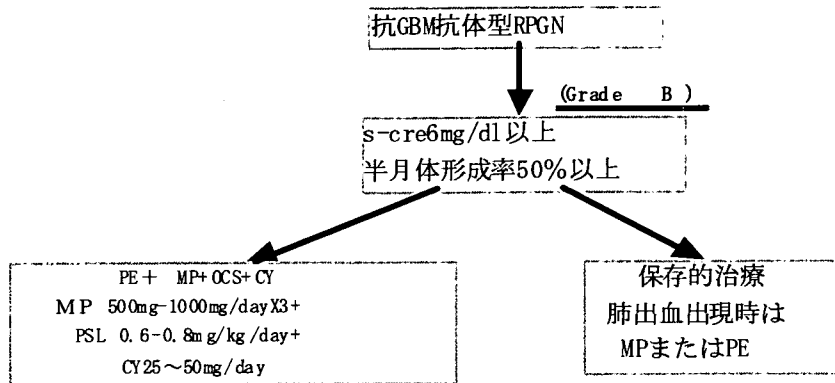 抗GBM抗体型RPGN
(Grade B)
s-cre6mg/dl以上
半月体形成率50%以上
PE+ MP+OCS+CY
MP 500mg-1000mg/dayX3+
PSL 0.6-0.8mg/kg/day+
CY25～50mg/day
保存的治療
肺出血出現時は
MPまたはPE